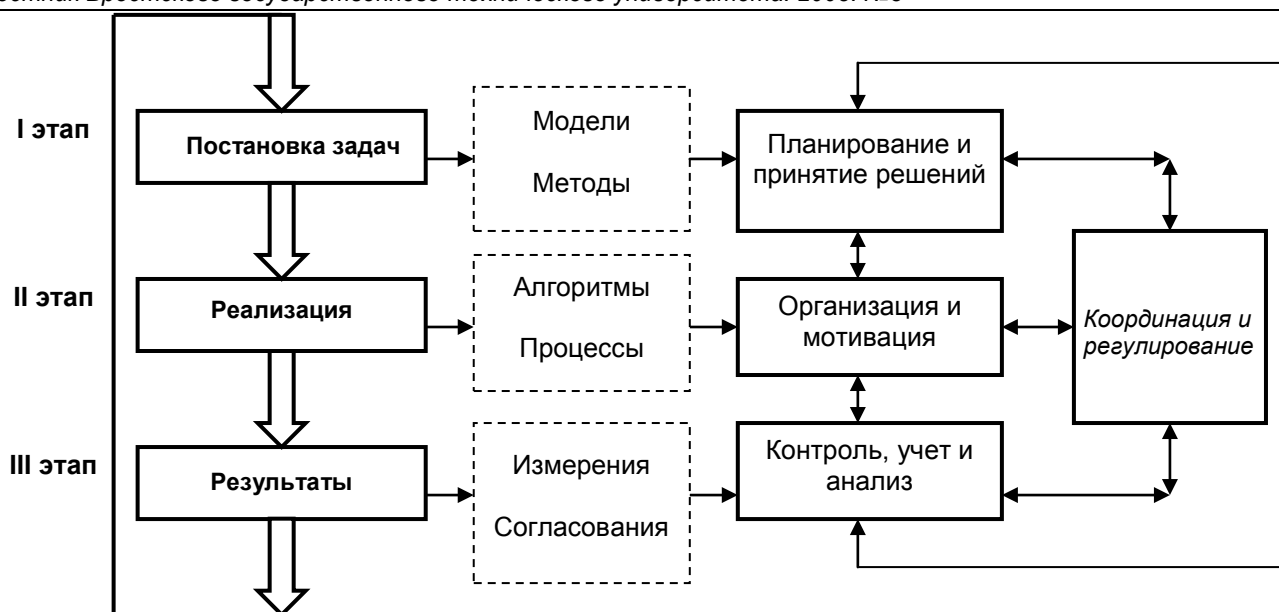 I этап
Постановка задач
Модели
Методы
Планирование и
принятие решений
II этап
Реализация
Алгоритмы
Процессы
Организация и
мотивация
Координация и
регулирование
III этап
Результаты
Измерения
Согласования
Контроль, учет и
анализ